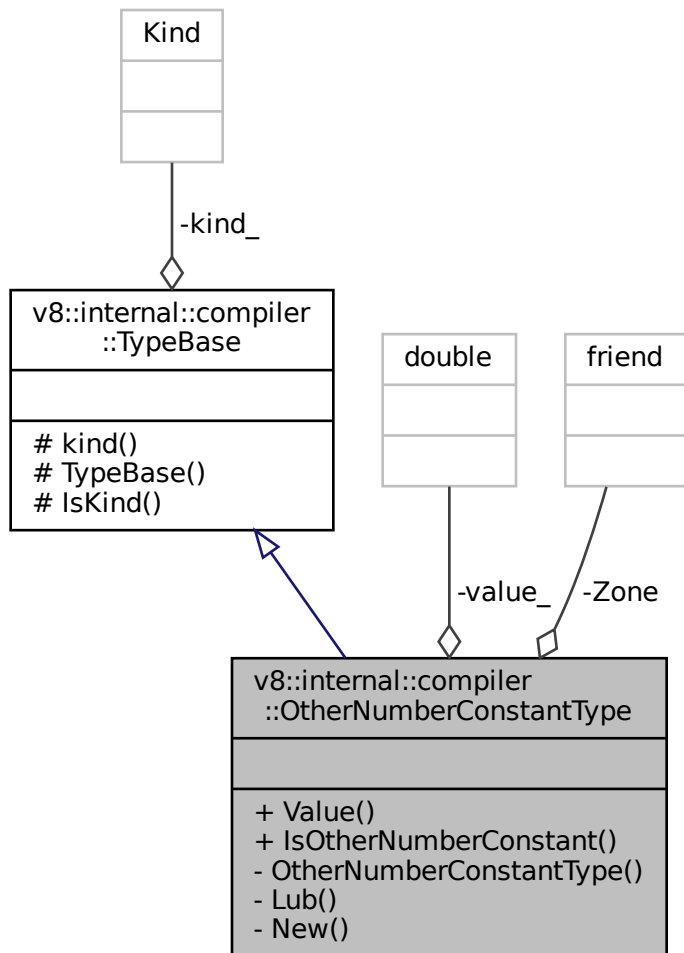 Kind
-kind_
v8::internal::compiler
::TypeBase
# kind()
# TypeBase()
# IsKind()
double
friend
-value_
-Zone
v8::internal::compiler
::OtherNumberConstantType
+ Value()
+ IsOtherNumberConstant()
- OtherNumberConstantType()
- Lub()
- New()